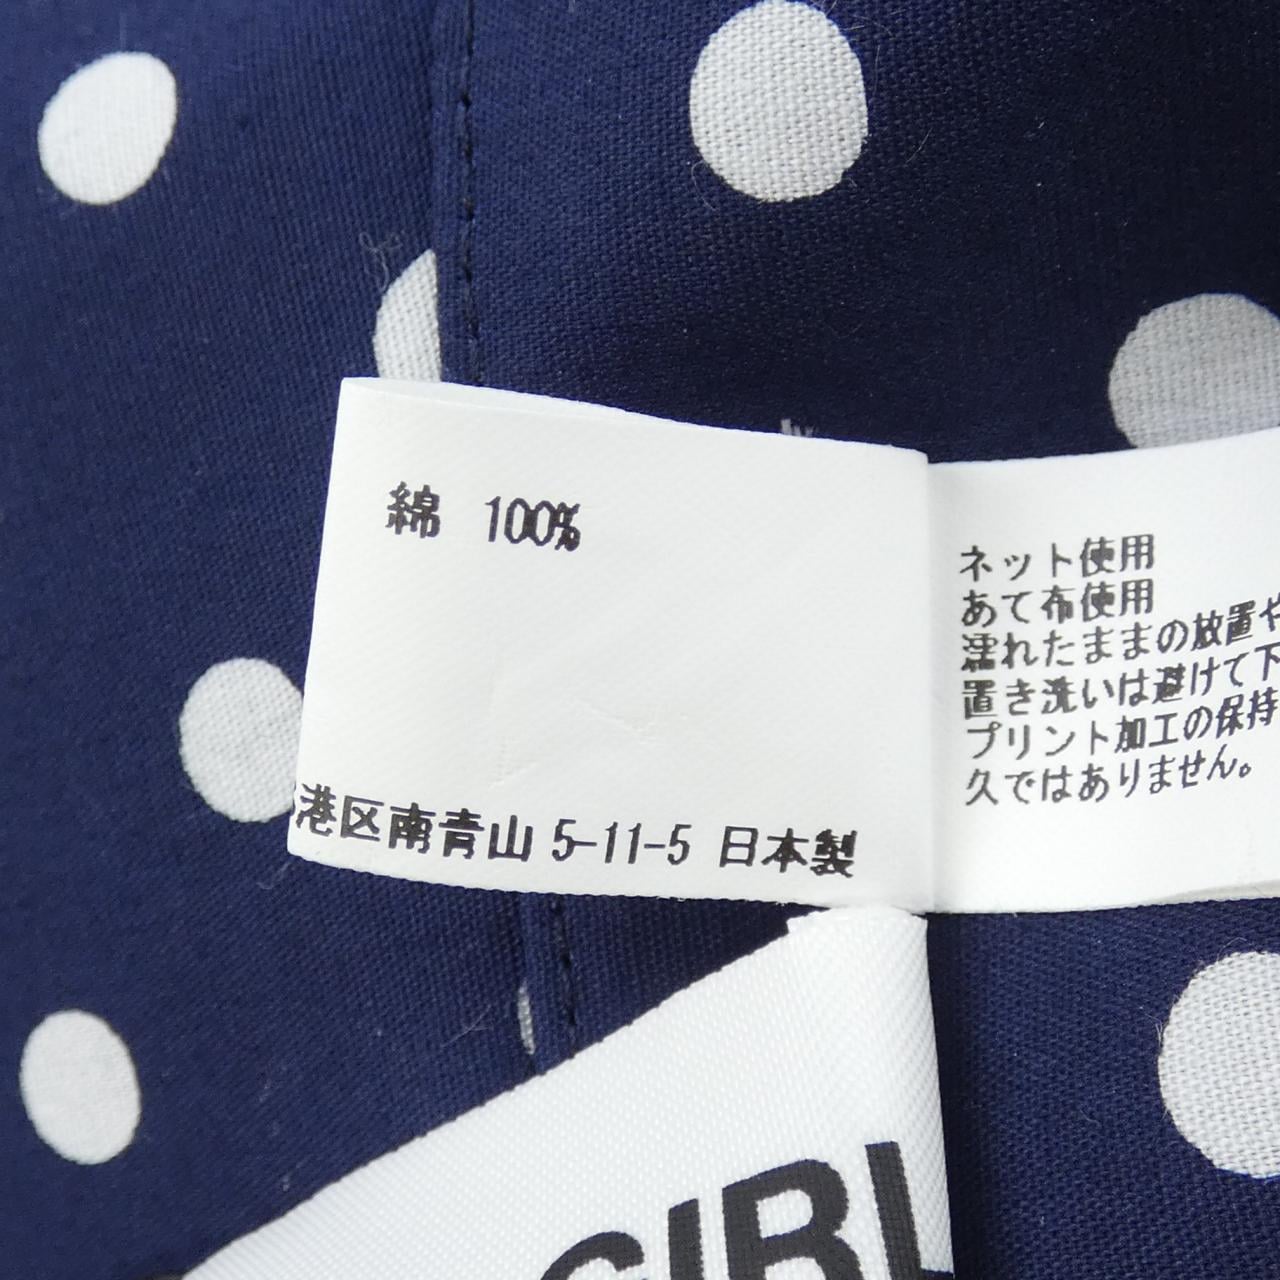 綿 100%
港区南青山 5-11-5 日本製
ネット使用
あて布使用
濡れたままの放置や
置き洗いは避けて下
プリント加工の保持
久ではありません。
GIRL